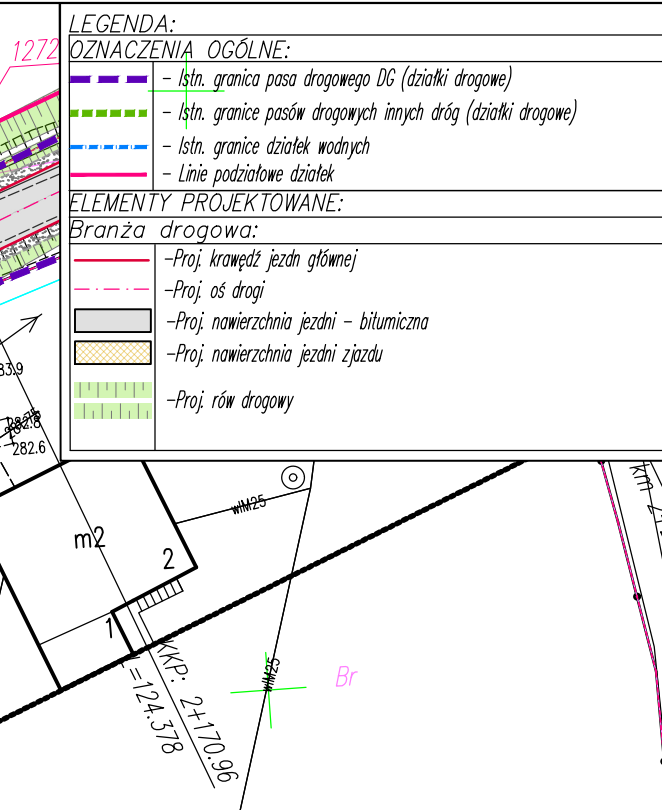 1272
LEGENDA:
OZNACZENIA OGÓLNE:
- Istn. granica pasa drogowego DG (działki drogowe)
- Istn. granice pasów drogowych innych dróg (działki drogowe)
- Istn. granice działek wodnych
- Linie podziałowe działek
ELEMENTY PROJEKTOWANE:
Branża drogowa:
-Proj. krawędź jezdn głównej
-Proj. oś drogi
-Proj. nawierzchnia jezdni - bitumiczna
-Proj. nawierzchnia jezdni zjazdu
-Proj. rów drogowy
282.6
m2
2
1
wIM25
wIM25
Br
KKP: 2+170.96
=124.378
km